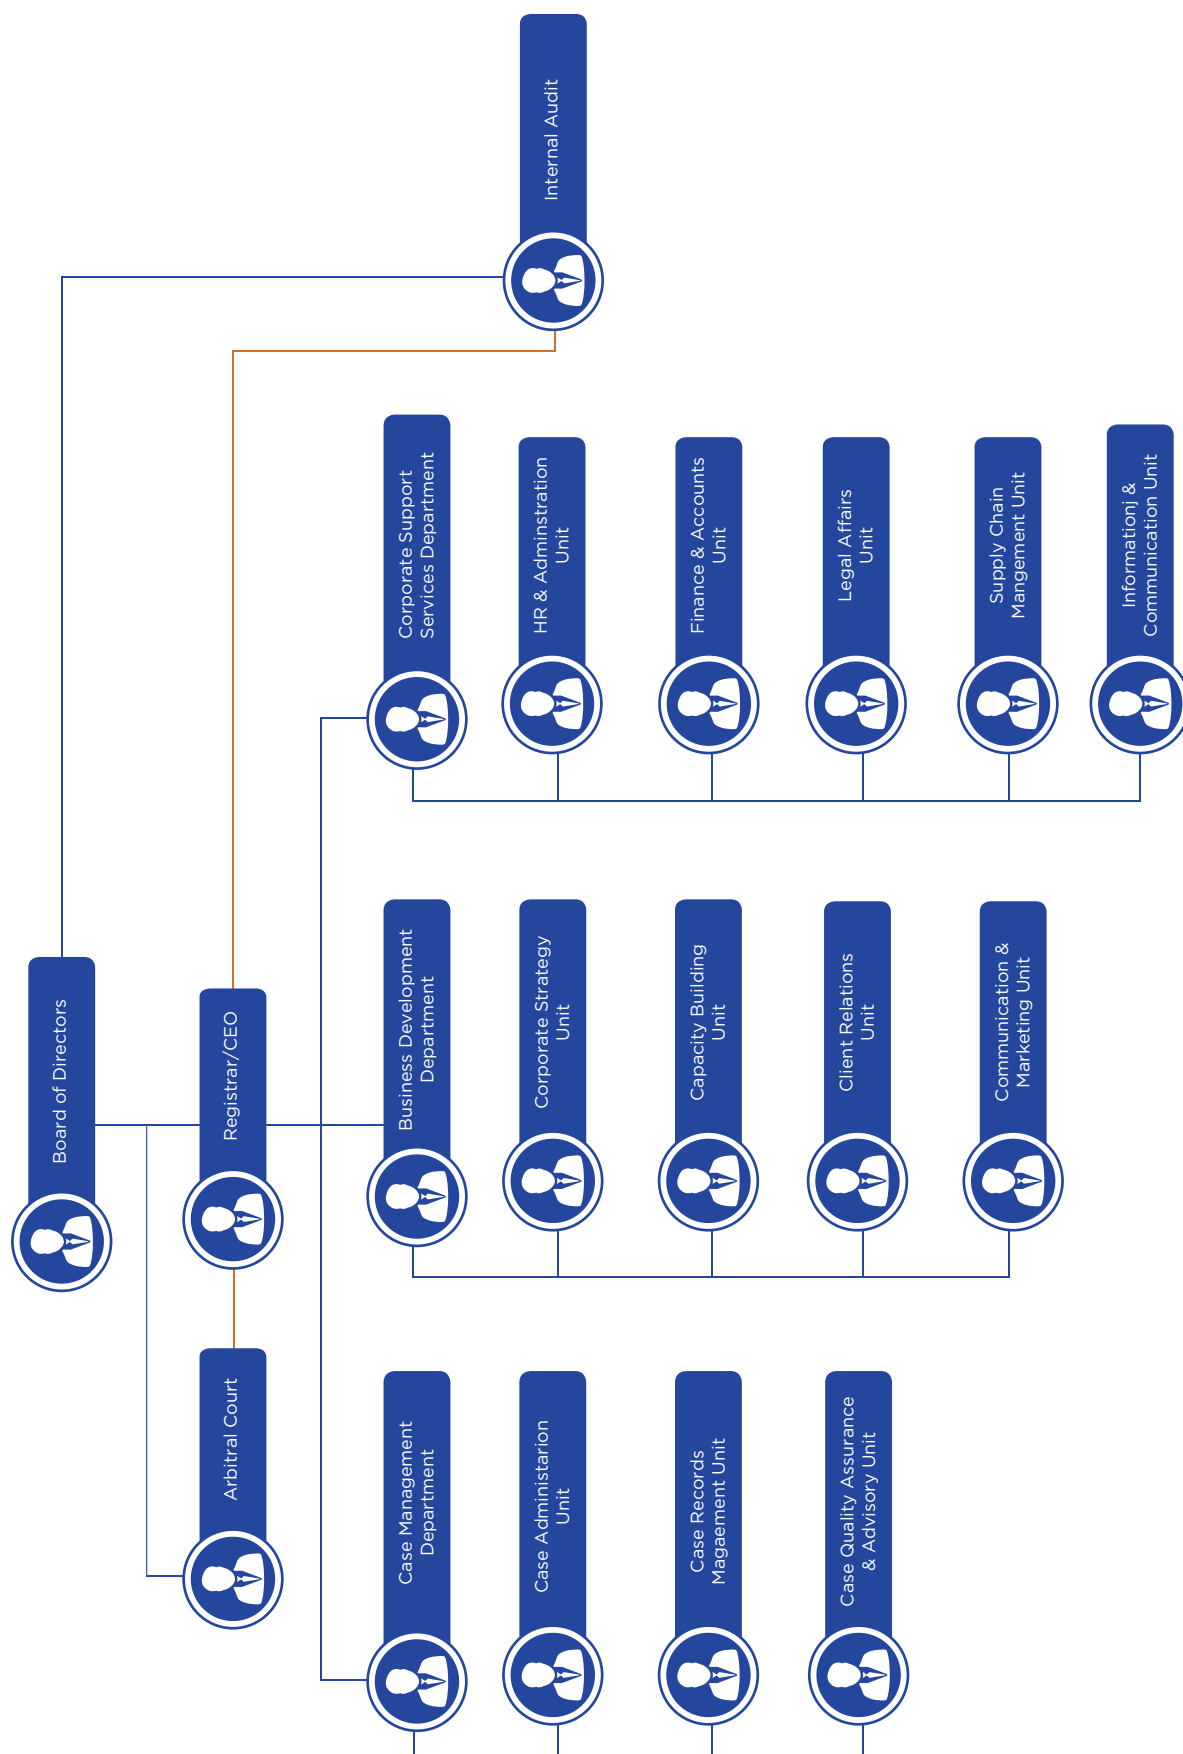 Board of Directors
Arbitral Court
Registrar/CEO
Internal Audit
Case Management
Department
Business Development
Department
Corporate Support
Services Department
Case Administarion
Unit
Corporate Strategy
Unit
HR & Adminstration
Unit
Case Records
Magaement Unit
Capacity Building
Unit
Finance & Accounts
Unit
Case Quality Assurance
& Advisory Unit
Client Relations
Unit
Legal Affairs
Unit
Communication &
Marketing Unit
Supply Chain
Mangement Unit
Informationj &
Communication Unit